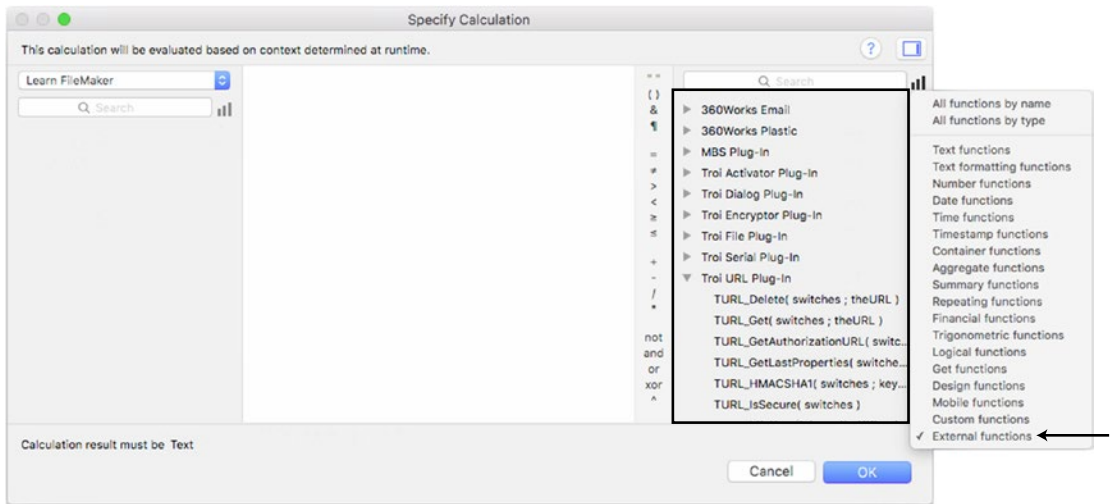 Specify Calculation
This calculation will be evaluated based on context determined at runtime.
?
Learn FileMaker
Search
" "
( )
&
¶
=
≠
>
<
≥
≤
+
-
/
*
not
and
or
xor
^
Search
360Works Email
360Works Plastic
MBS Plug-In
Troi Activator Plug-In
Troi Dialog Plug-In
Troi Encryptor Plug-In
Troi File Plug-In
Troi Serial Plug-In
Troi URL Plug-In
TURL_Delete( switches ; theURL )
TURL_Get( switches ; theURL )
TURL_GetAuthorizationURL( switc...
TURL_GetLastProperties( switche...
TURL_HMACSHA1( switches ; key...
TURL_IsSecure( switches )
All functions by name
All functions by type
Text functions
Text formatting functions
Number functions
Date functions
Time functions
Timestamp functions
Container functions
Aggregate functions
Summary functions
Repeating functions
Financial functions
Trigonometric functions
Logical functions
Get functions
Design functions
Mobile functions
Custom functions
✓ External functions
Calculation result must be Text
Cancel
OK